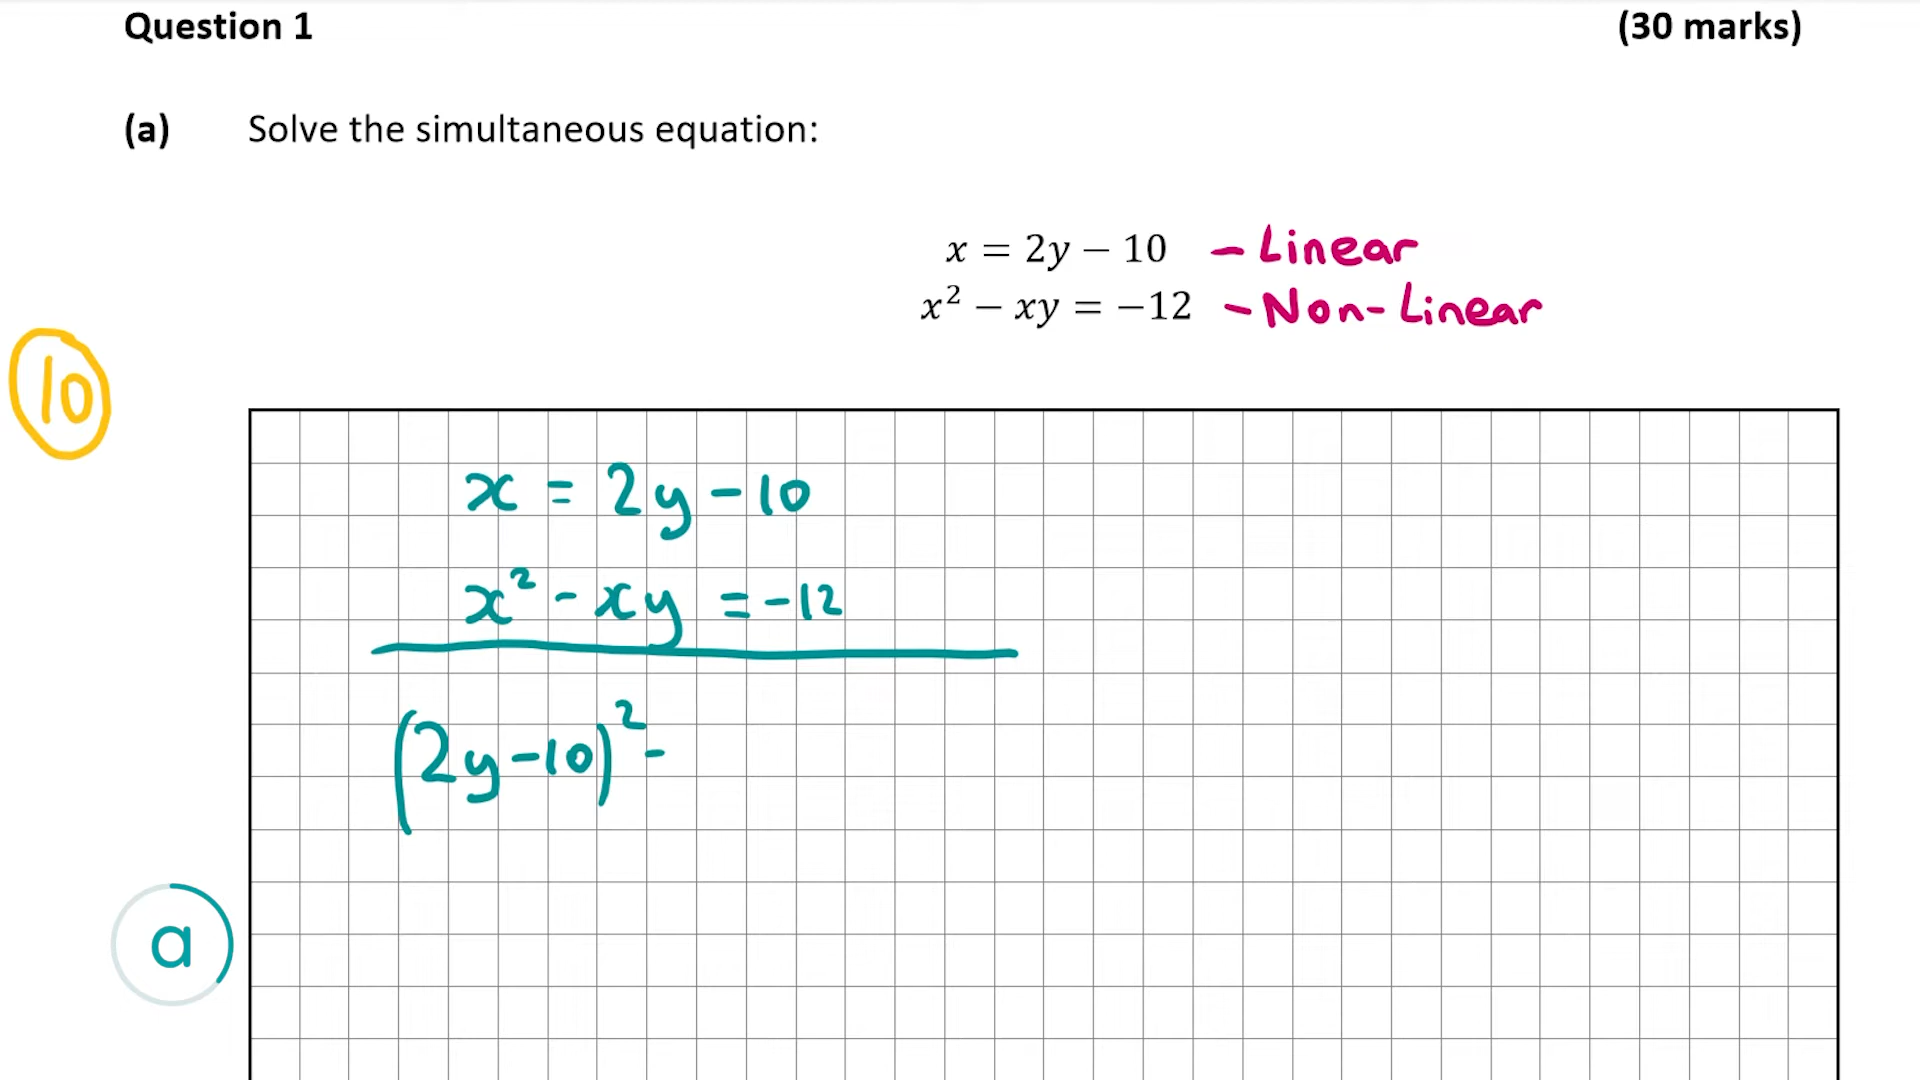 Question 1 (30 marks)
(a) Solve the simultaneous equation:
x = 2y − 10 - Linear
x² − xy = −12 - Non-Linear
10
x = 2y - 10
x² - xy = -12
(2y - 10)² -
a